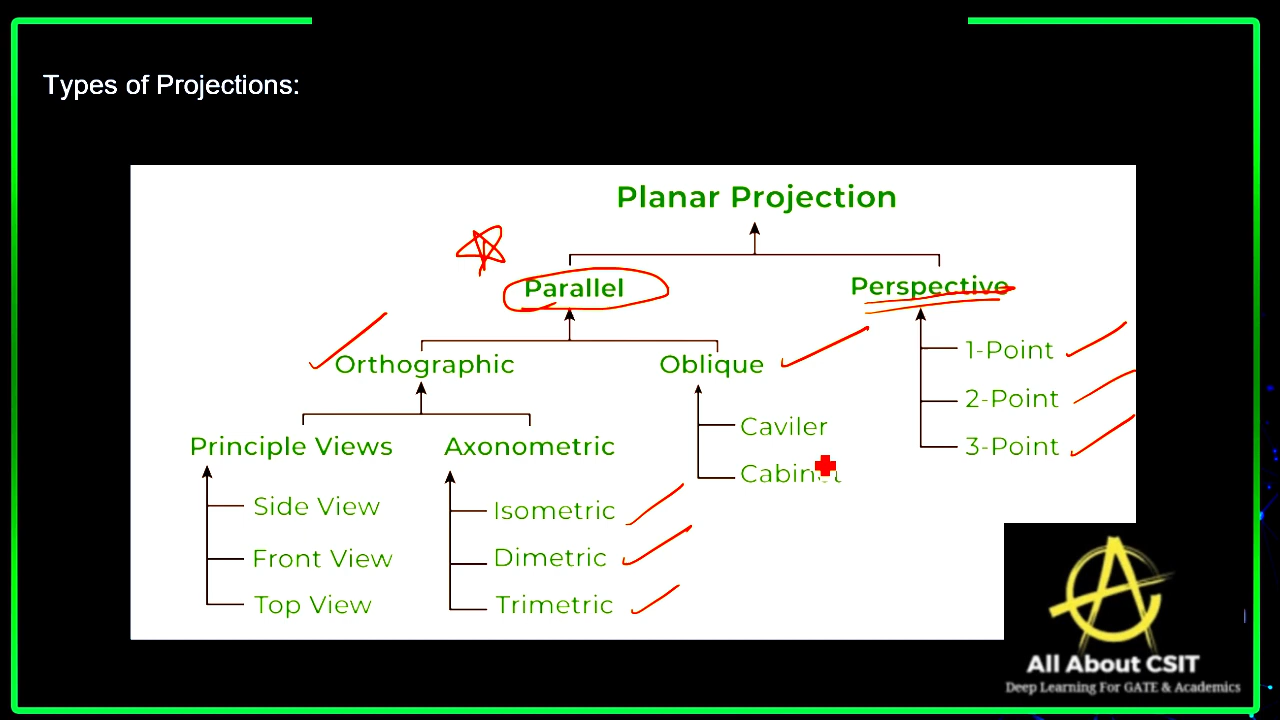 Types of Projections:
Planar Projection
Parallel
Perspective
Orthographic
Oblique
1-Point
2-Point
3-Point
Principle Views
Axonometric
Caviler
Cabinet
Side View
Front View
Top View
Isometric
Dimetric
Trimetric
All About CSIT
Deep Learning For GATE & Academics